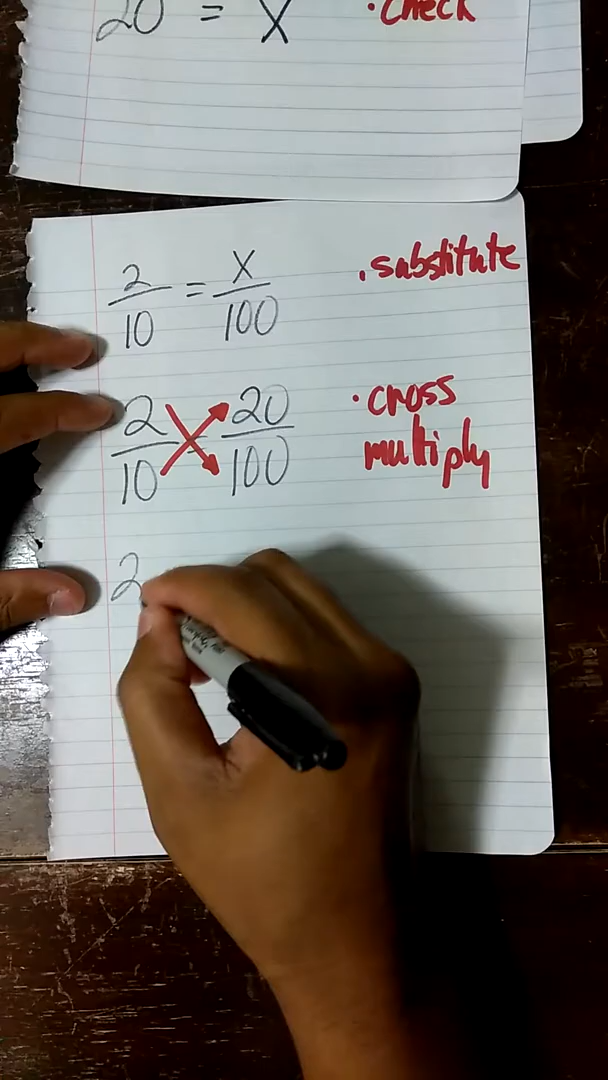 20 = X
• check
2/10 = X/100
• substitute
2/10 = 20/100
• cross
multiply
2